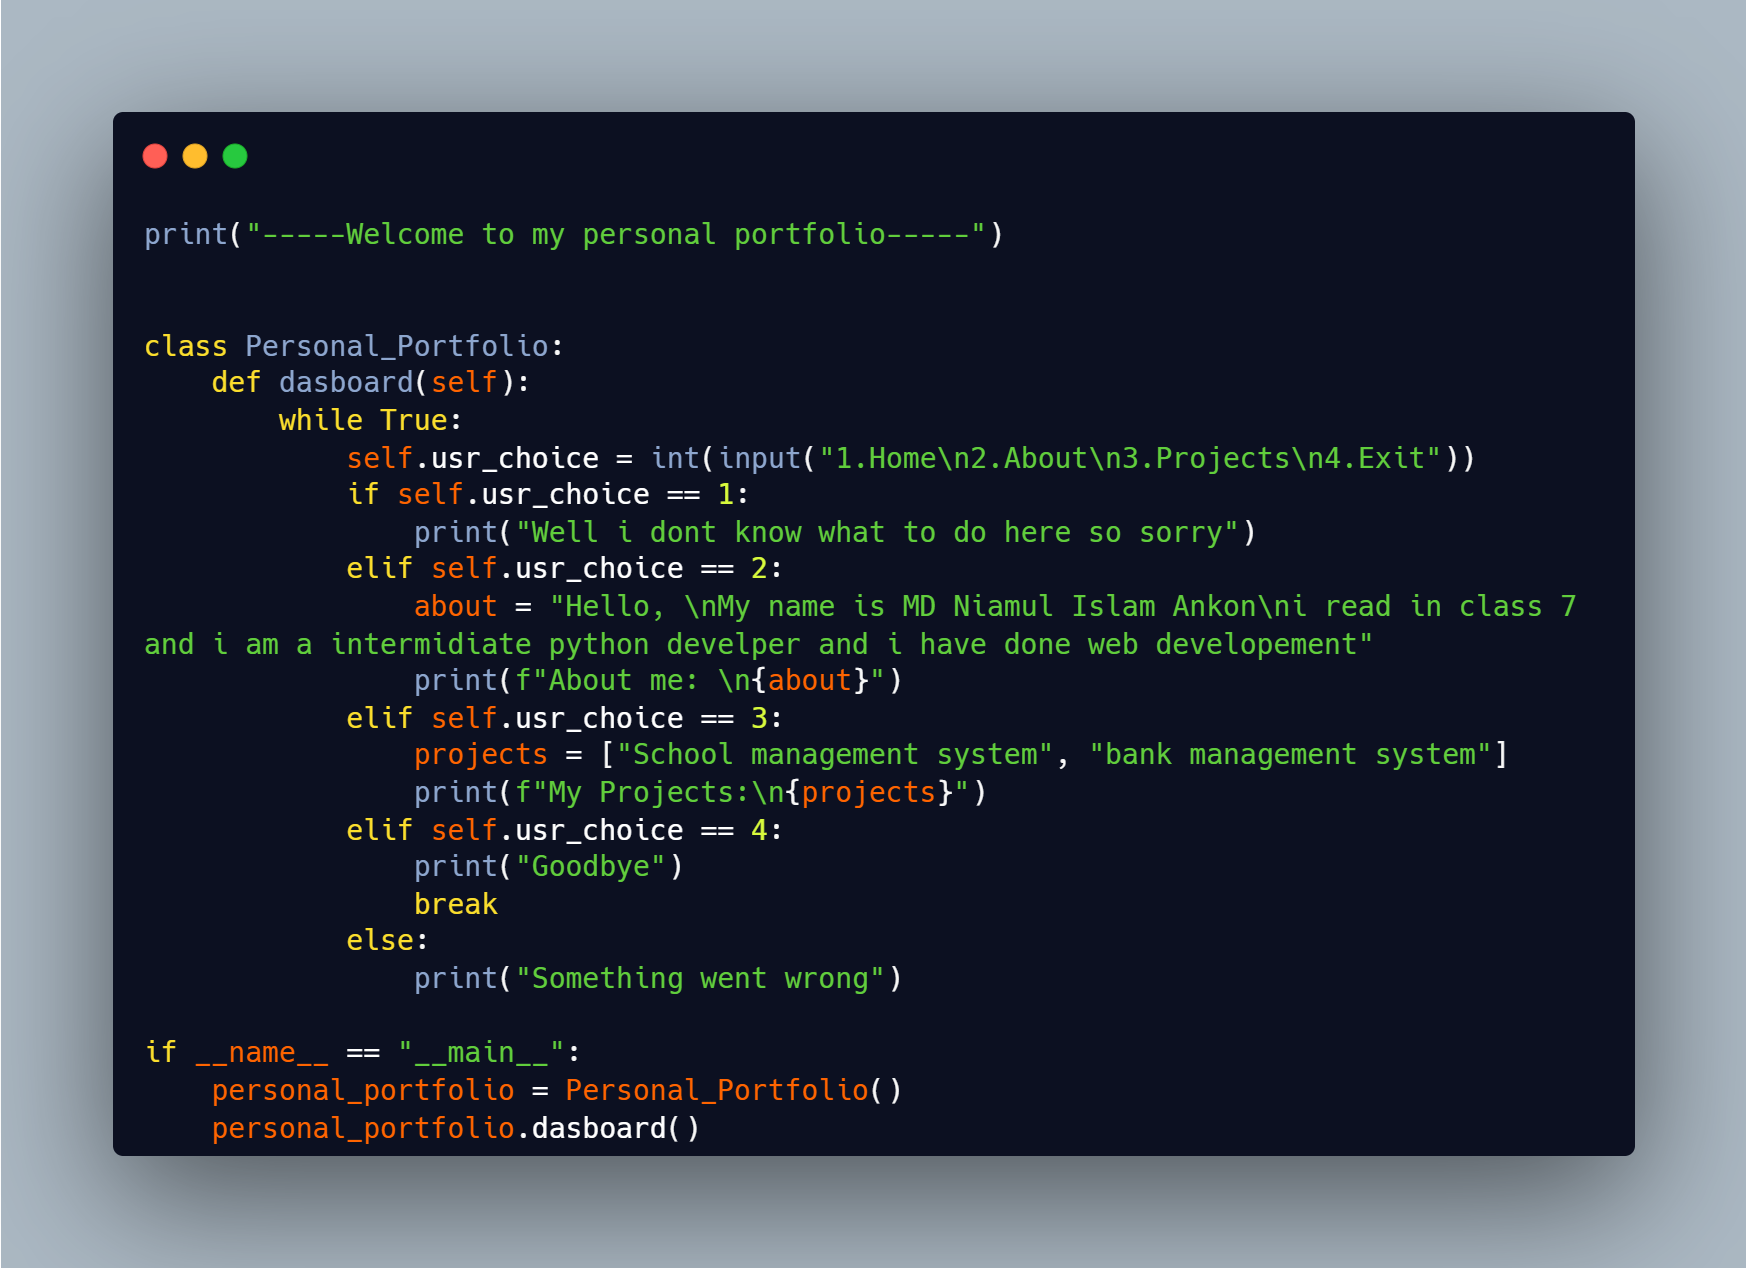 print("-----Welcome to my personal portfolio-----")
class Personal_Portfolio:
    def dasboard(self):
        while True:
            self.usr_choice = int(input("1.Home\n2.About\n3.Projects\n4.Exit"))
            if self.usr_choice == 1:
                print("Well i dont know what to do here so sorry")
            elif self.usr_choice == 2:
                about = "Hello, \nMy name is MD Niamul Islam Ankon\ni read in class 7
and i am a intermidiate python develper and i have done web developement"
                print(f"About me: \n{about}")
            elif self.usr_choice == 3:
                projects = ["School management system", "bank management system"]
                print(f"My Projects:\n{projects}")
            elif self.usr_choice == 4:
                print("Goodbye")
                break
            else:
                print("Something went wrong")
if __name__ == "__main__":
    personal_portfolio = Personal_Portfolio()
    personal_portfolio.dasboard()